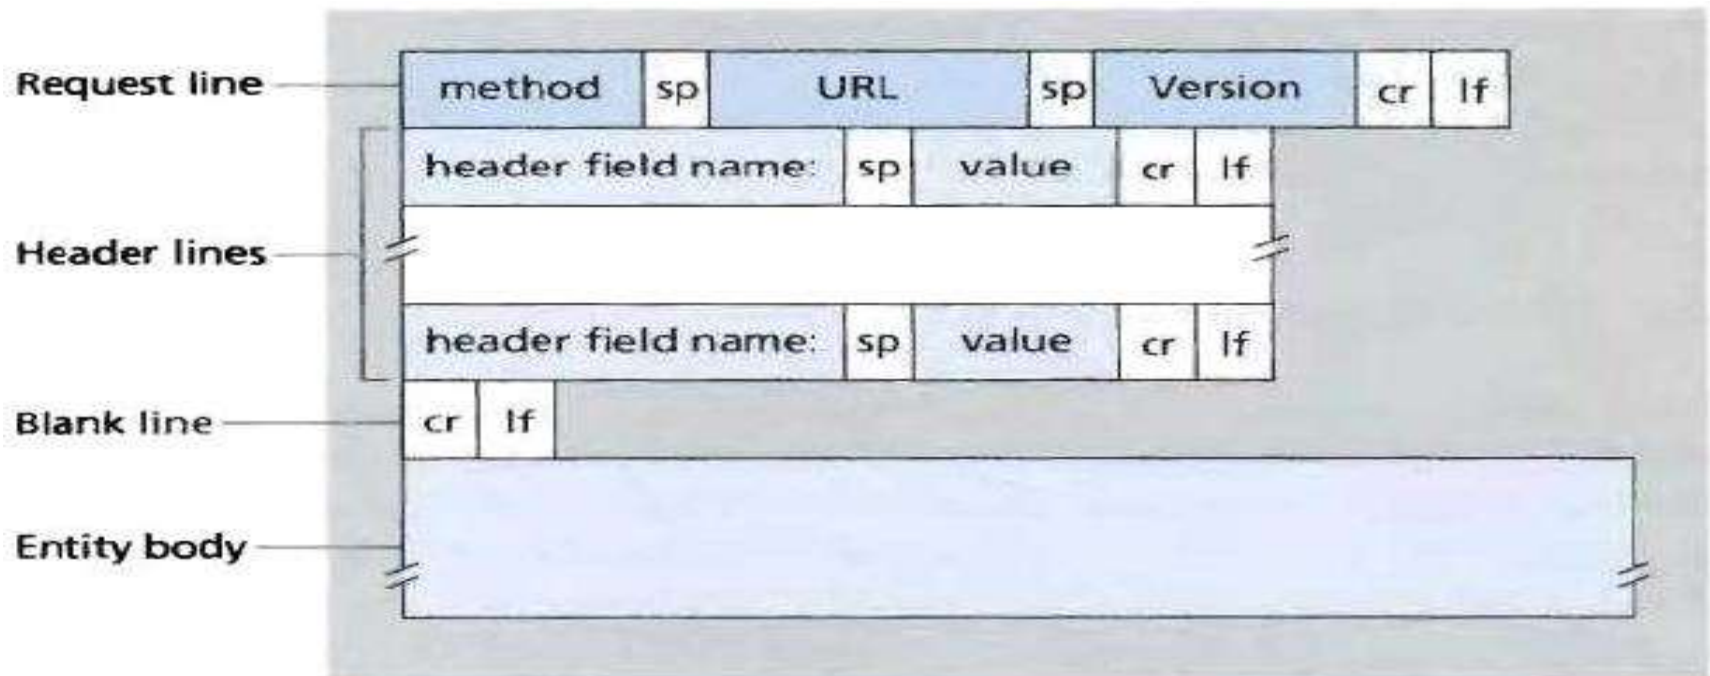 Request line method sp URL sp Version cr lf
header field name: sp value cr lf
Header lines
header field name: sp value cr lf
Blank line cr lf
Entity body